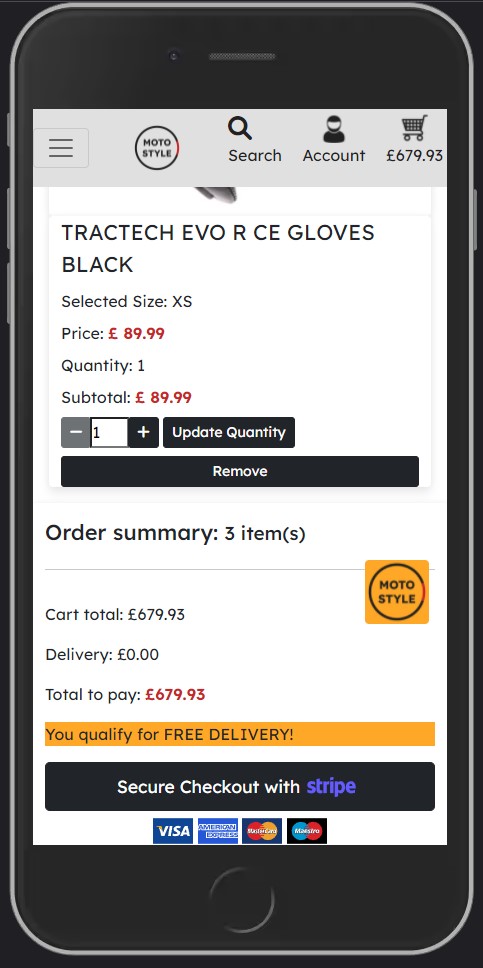 MOTO
STYLE
Search
Account
£679.93
TRACTECH EVO R CE GLOVES
BLACK
Selected Size: XS
Price: £ 89.99
Quantity: 1
Subtotal: £ 89.99
− 1 + Update Quantity
Remove
Order summary: 3 item(s)
MOTO
STYLE
Cart total: £679.93
Delivery: £0.00
Total to pay: £679.93
You qualify for FREE DELIVERY!
Secure Checkout with stripe
VISA
AMERICAN
EXPRESS
MasterCard
Maestro